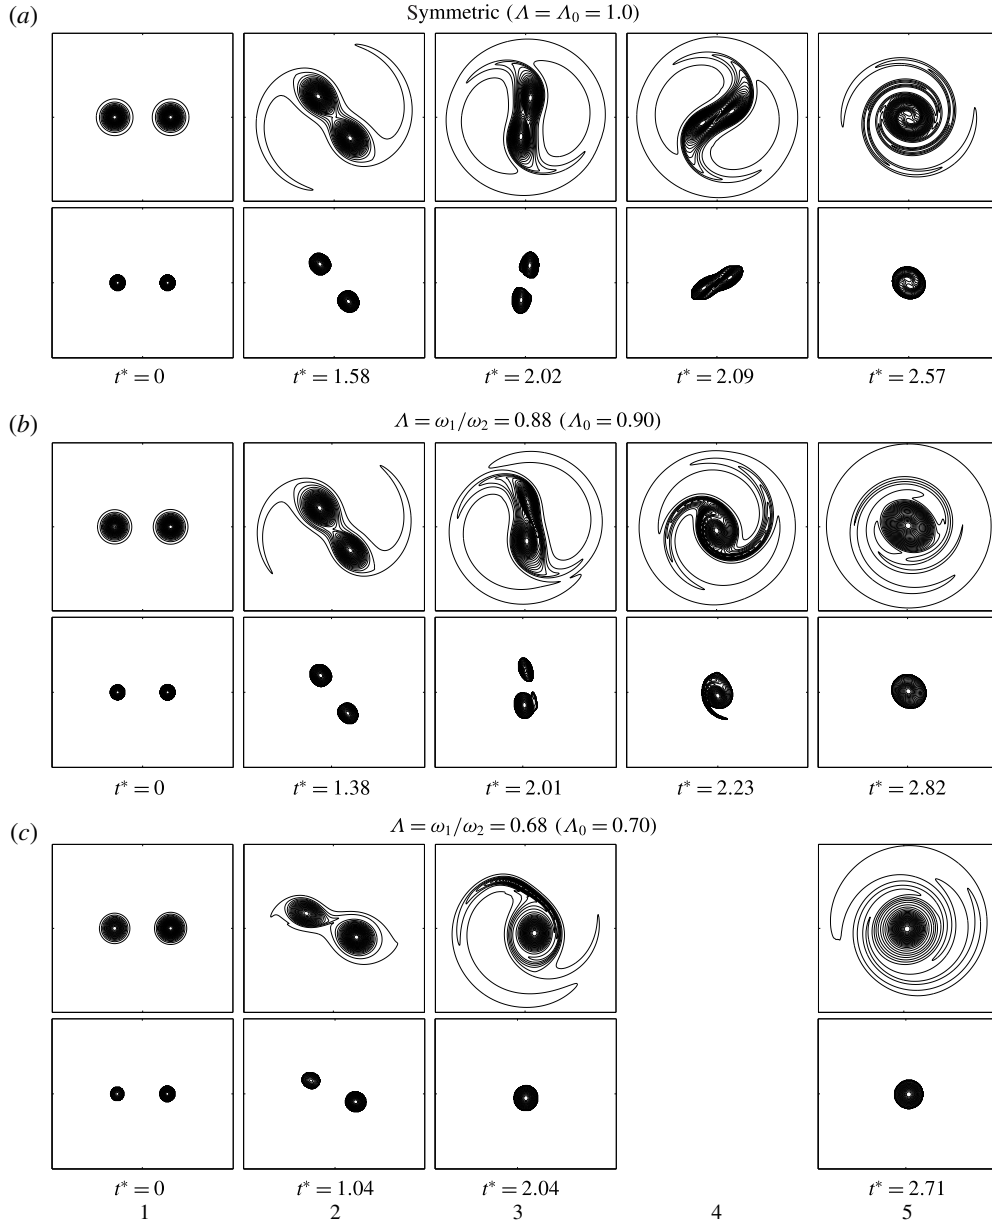 (a) Symmetric (Λ = Λ₀ = 1.0)
t* = 0 t* = 1.58 t* = 2.02 t* = 2.09 t* = 2.57
(b) Λ = ω₁/ω₂ = 0.88 (Λ₀ = 0.90)
t* = 0 t* = 1.38 t* = 2.01 t* = 2.23 t* = 2.82
(c) Λ = ω₁/ω₂ = 0.68 (Λ₀ = 0.70)
t* = 0 t* = 1.04 t* = 2.04 t* = 2.71
1 2 3 4 5